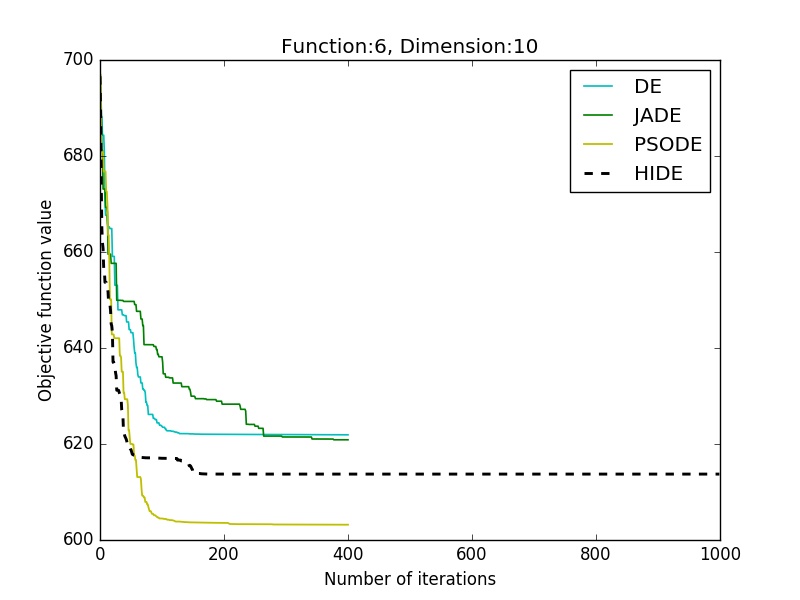 Function:6, Dimension:10
700
680
660
640
620
600
0
200
400
600
800
1000
Objective function value
Number of iterations
DE
JADE
PSODE
HIDE